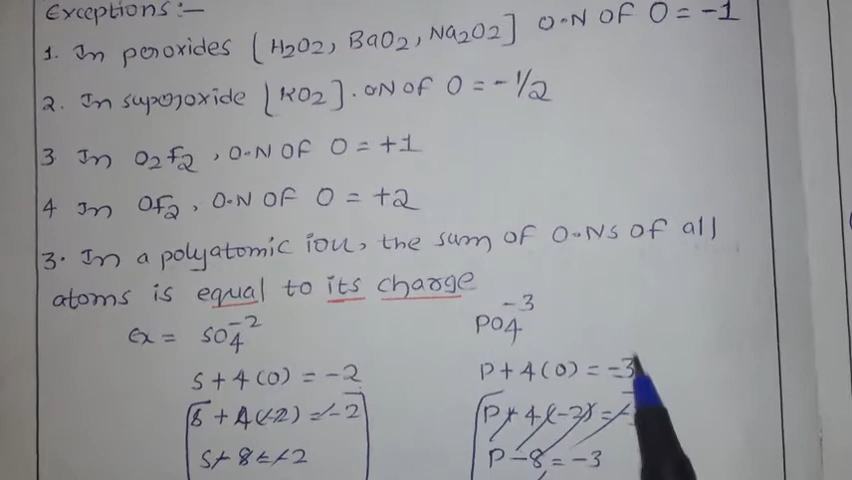 Exceptions :-
1. In peroxides [H2O2, BaO2, Na2O2] O.N OF O = -1
2. In superoxide [KO2]. ON OF O = -1/2
3 In O2F2, O.N OF O = +1
4 In OF2, O.N OF O = +2
3. In a polyatomic ion, the sum of O.Ns of all
atoms is equal to its charge
ex = SO4^-2 PO4^-3
S + 4(O) = -2 P + 4(O) = -3
S + 4(-2) = -2 P + 4(-2) =
S - 8 = -2 P - 8 = -3